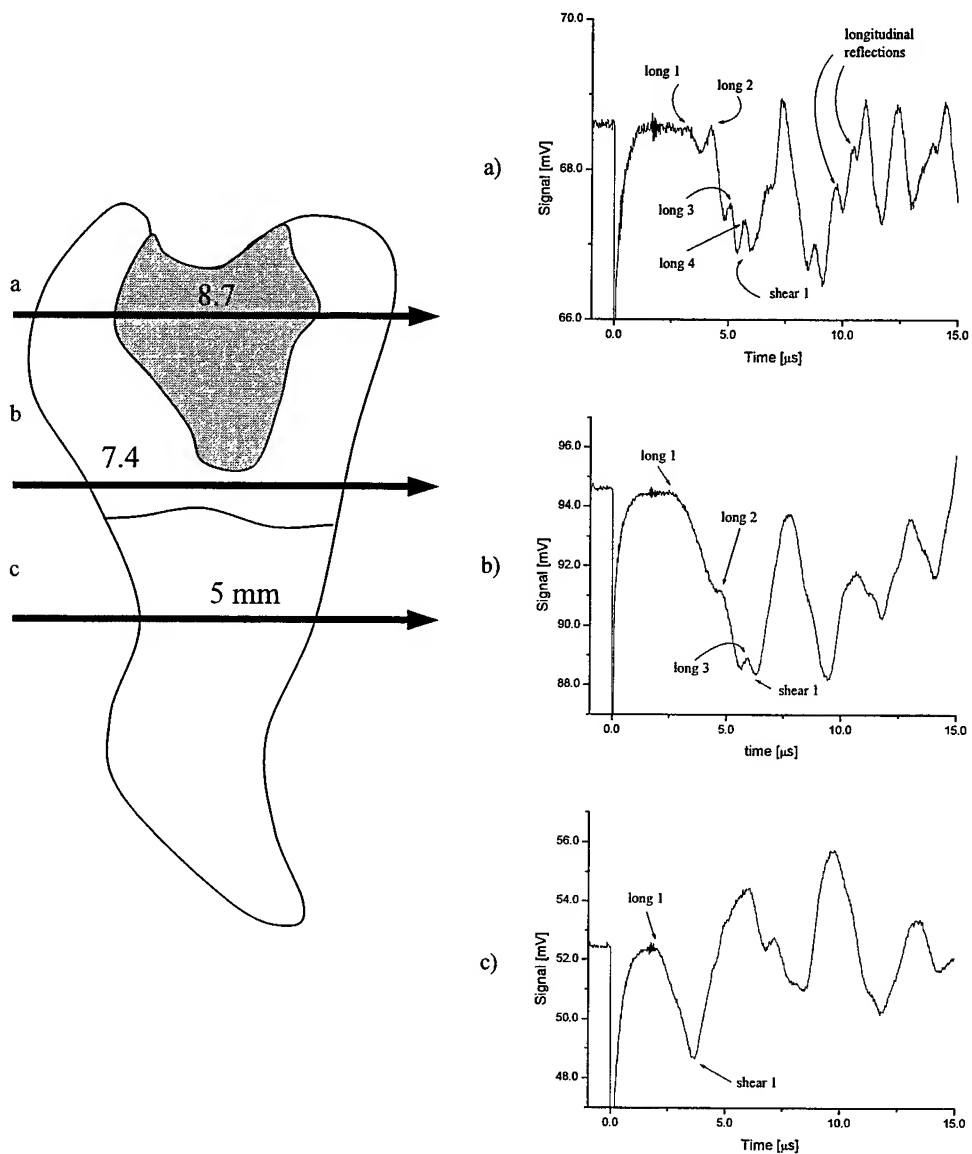 a
8.7
b
7.4
c
5 mm
a)
70.0
68.0
66.0
Signal [mV]
long 1
long 2
longitudinal
reflections
long 3
long 4
shear 1
0.0 5.0 10.0 15.0
Time [μs]
b)
96.0
94.0
92.0
90.0
88.0
Signal [mV]
long 1
long 2
long 3
shear 1
0.0 5.0 10.0 15.0
time [μs]
c)
56.0
54.0
52.0
50.0
48.0
Signal [mV]
long 1
shear 1
0.0 5.0 10.0 15.0
Time [μs]